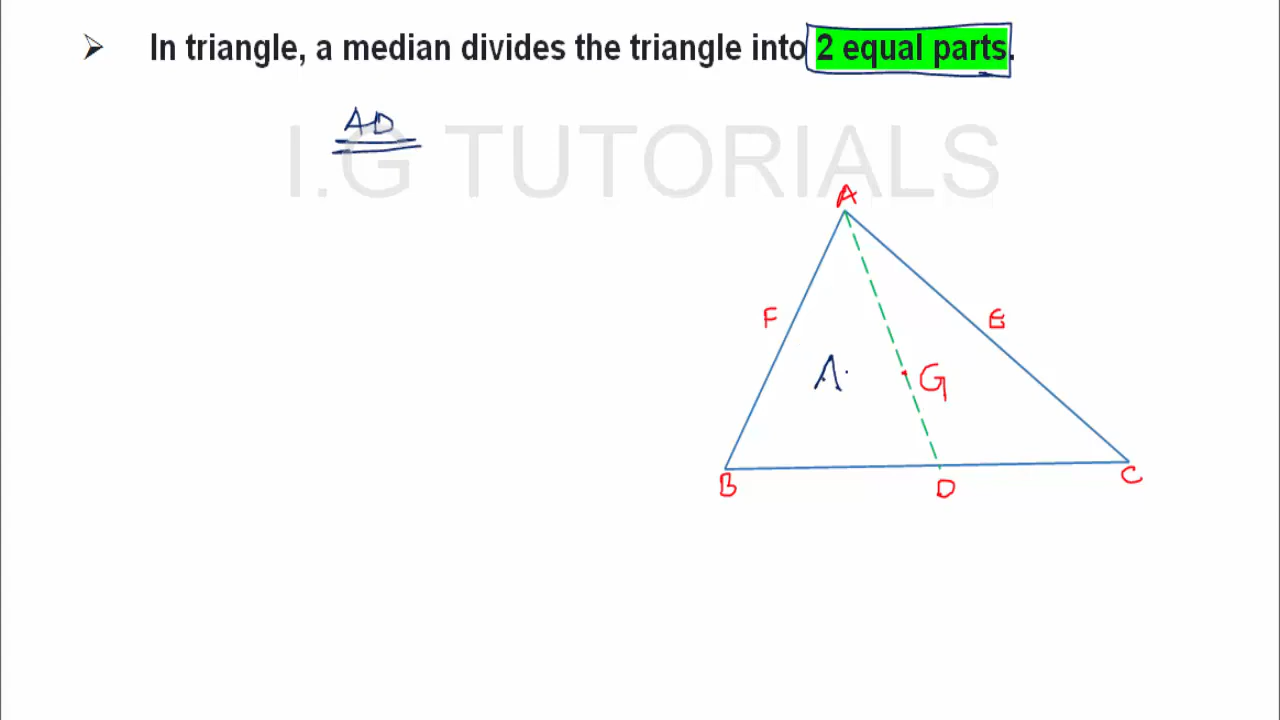 ➢ In triangle, a median divides the triangle into 2 equal parts.
AD
I.G TUTORIALS
A
F
E
A
G
B
D
C